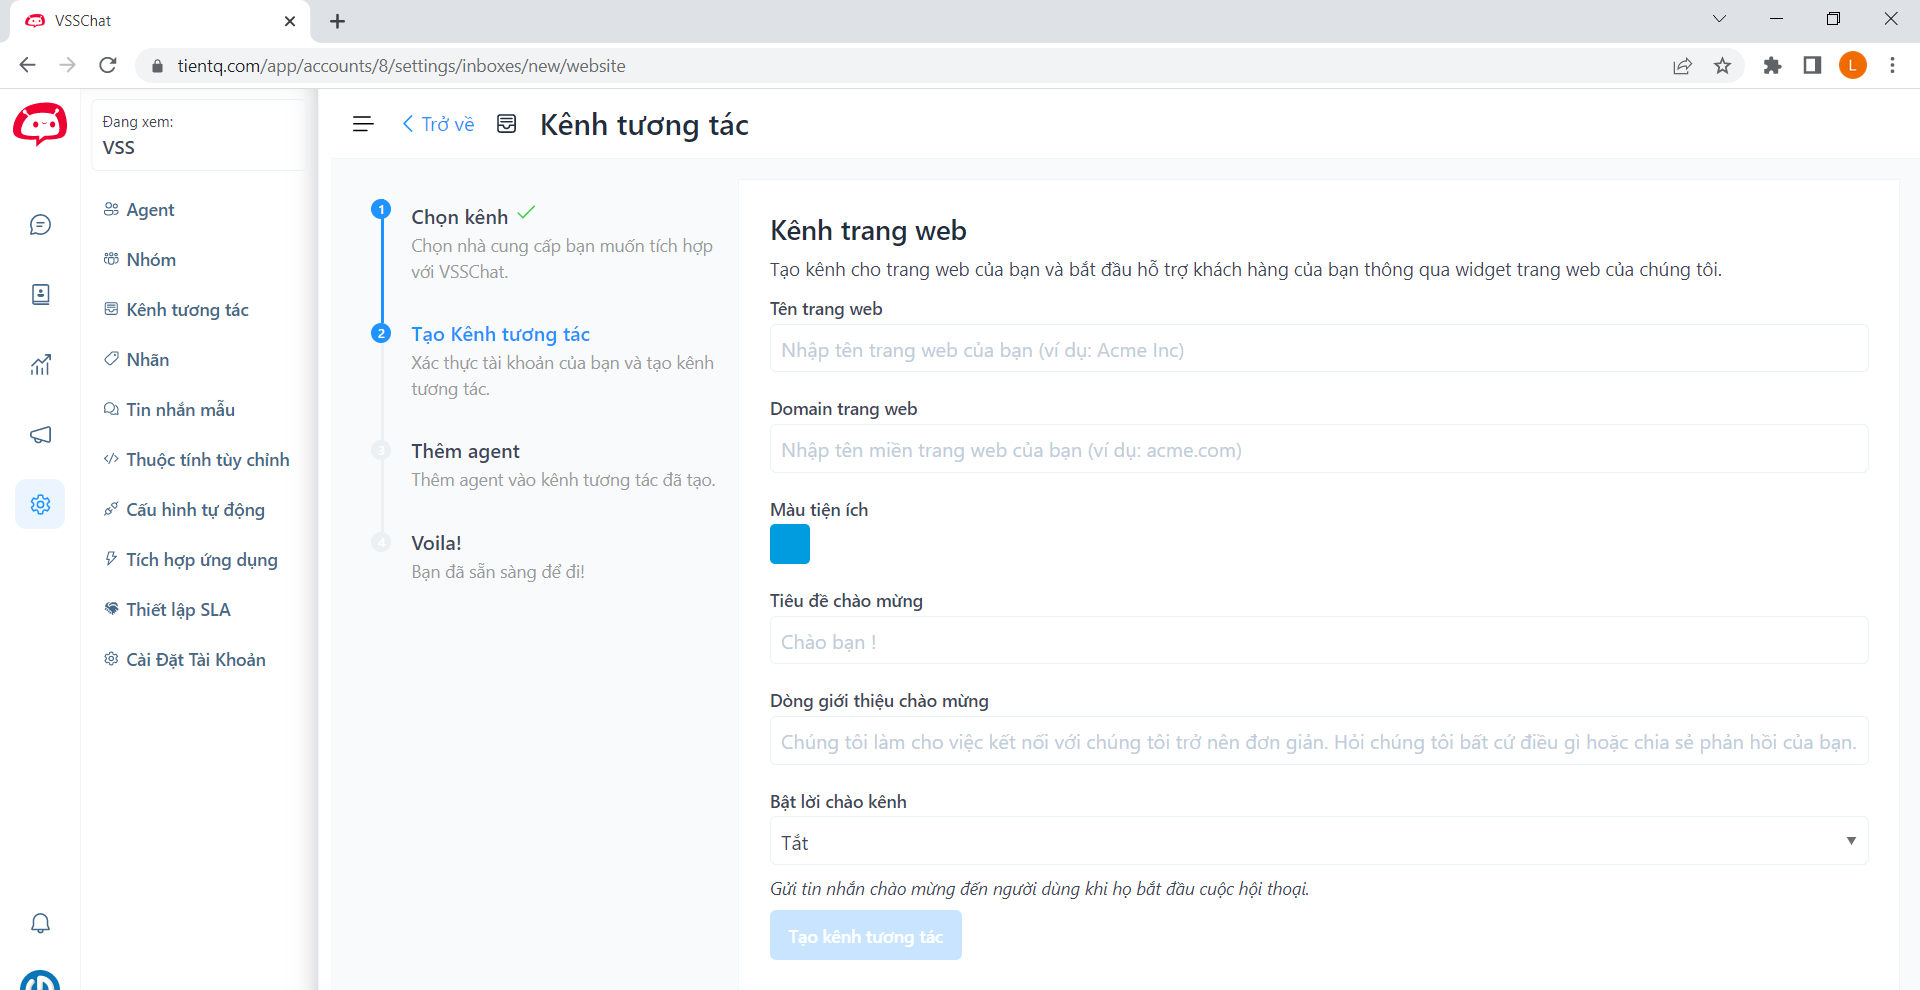 VSSChat
tientq.com/app/accounts/8/settings/inboxes/new/website
L
Đang xem:
VSS
Agent
Nhóm
Kênh tương tác
Nhãn
Tin nhắn mẫu
Thuộc tính tùy chỉnh
Cấu hình tự động
Tích hợp ứng dụng
Thiết lập SLA
Cài Đặt Tài Khoản
Trở về
Kênh tương tác
1
Chọn kênh
Chọn nhà cung cấp bạn muốn tích hợp
với VSSChat.
2
Tạo Kênh tương tác
Xác thực tài khoản của bạn và tạo kênh
tương tác.
3
Thêm agent
Thêm agent vào kênh tương tác đã tạo.
4
Voila!
Bạn đã sẵn sàng để đi!
Kênh trang web
Tạo kênh cho trang web của bạn và bắt đầu hỗ trợ khách hàng của bạn thông qua widget trang web của chúng tôi.
Tên trang web
Nhập tên trang web của bạn (ví dụ: Acme Inc)
Domain trang web
Nhập tên miền trang web của bạn (ví dụ: acme.com)
Màu tiện ích
Tiêu đề chào mừng
Chào bạn !
Dòng giới thiệu chào mừng
Chúng tôi làm cho việc kết nối với chúng tôi trở nên đơn giản. Hỏi chúng tôi bất cứ điều gì hoặc chia sẻ phản hồi của bạn.
Bật lời chào kênh
Tắt
Gửi tin nhắn chào mừng đến người dùng khi họ bắt đầu cuộc hội thoại.
Tạo kênh tương tác